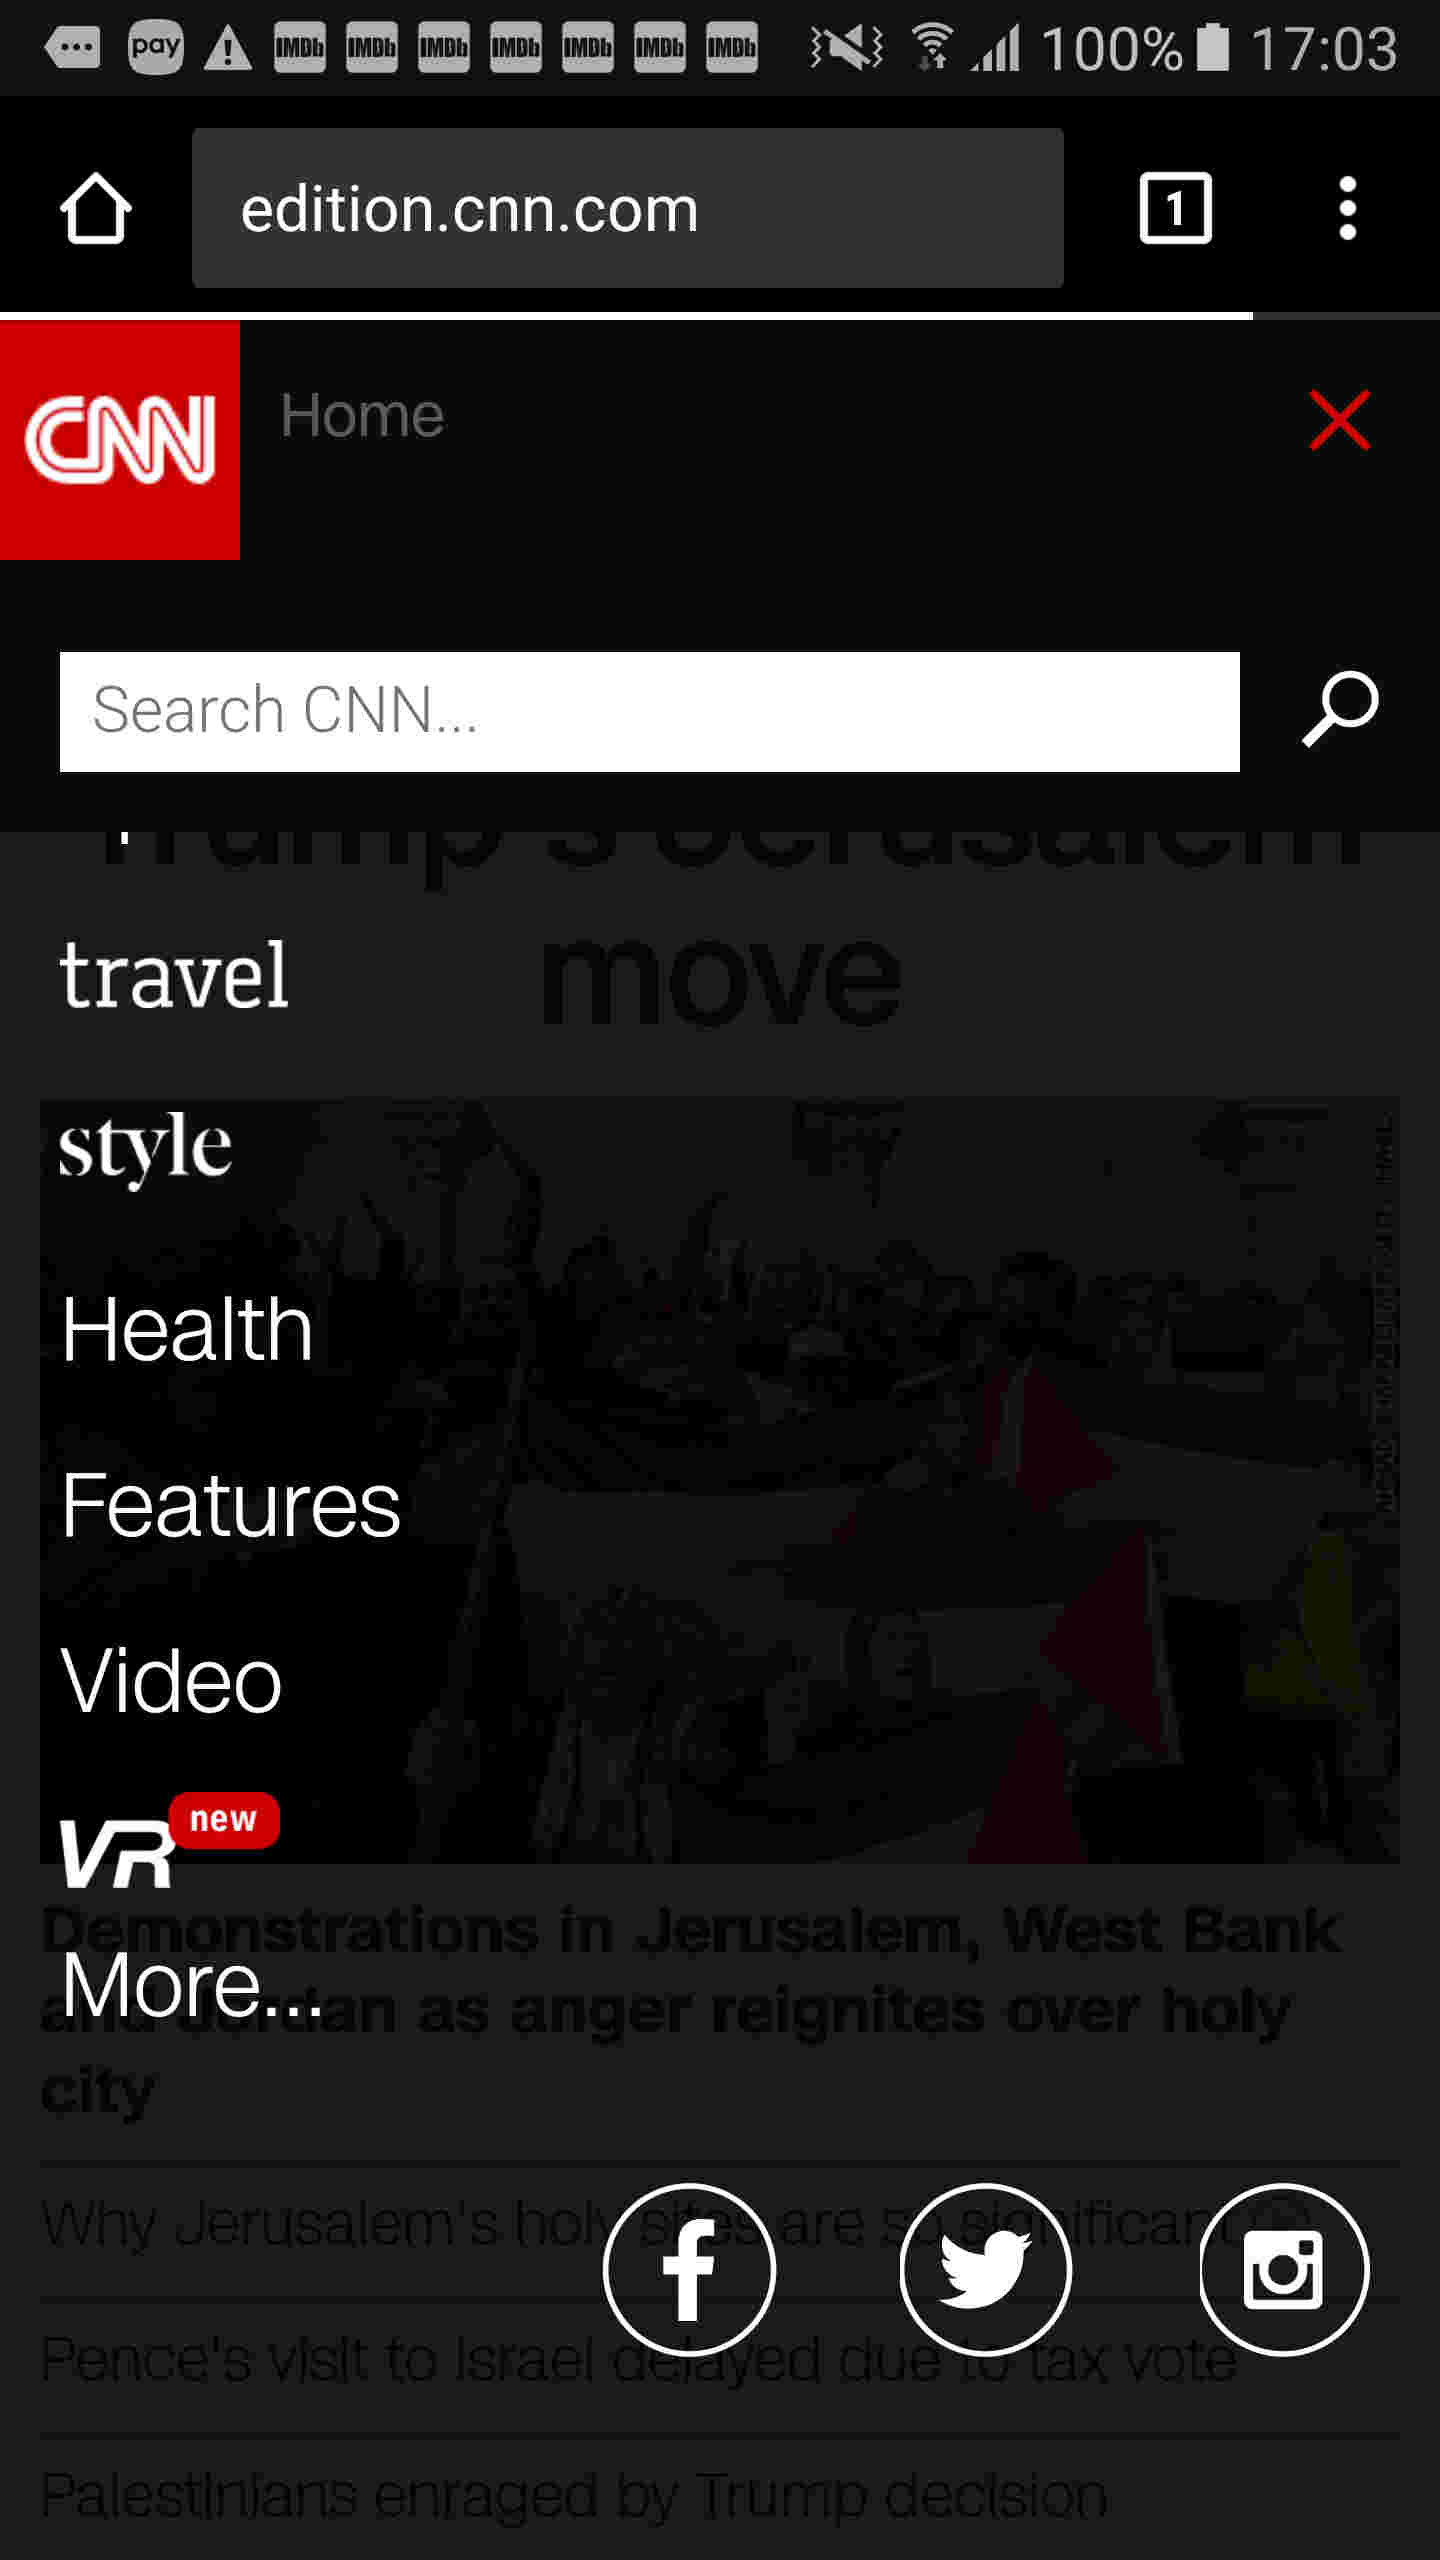 pay IMDb IMDb IMDb IMDb IMDb IMDb IMDb 100% 17:03
edition.cnn.com 1
CNN Home
Search CNN...
Trump's Jerusalem
move
travel
style
Health
Features
Video
VR new
Demonstrations in Jerusalem, West Bank
More...
and Jordan as anger reignites over holy
city
Why Jerusalem's holy sites are so significant
Pence's visit to Israel delayed due to tax vote
Palestinians enraged by Trump decision